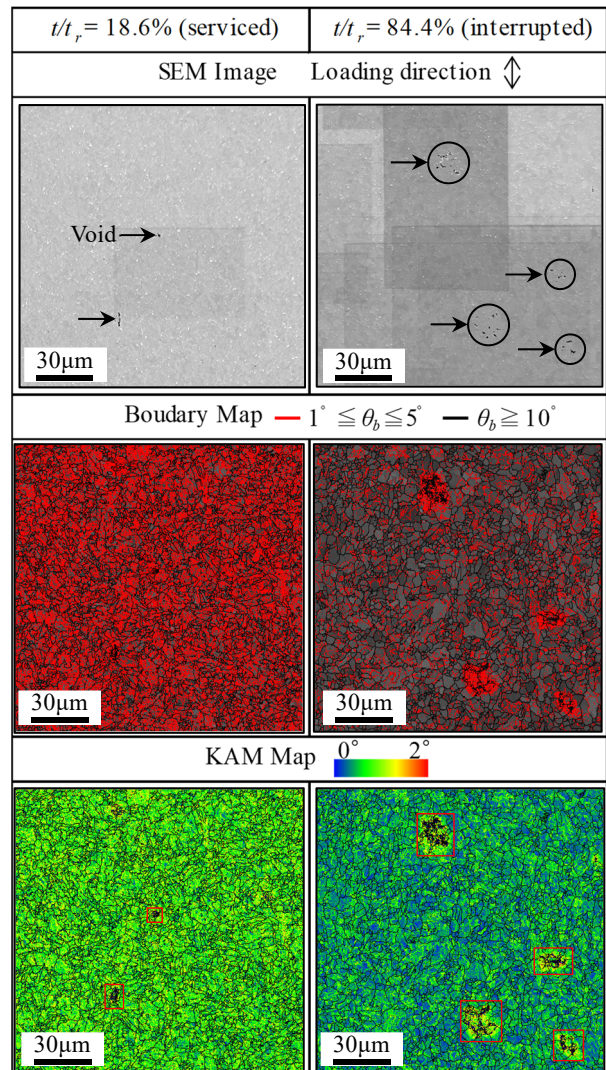 t/t_r = 18.6% (serviced)
t/t_r = 84.4% (interrupted)
SEM Image Loading direction
Void
30μm
30μm
Boudary Map 1° ≦ θ_b ≦ 5° θ_b ≧ 10°
30μm
30μm
KAM Map 0° 2°
30μm
30μm